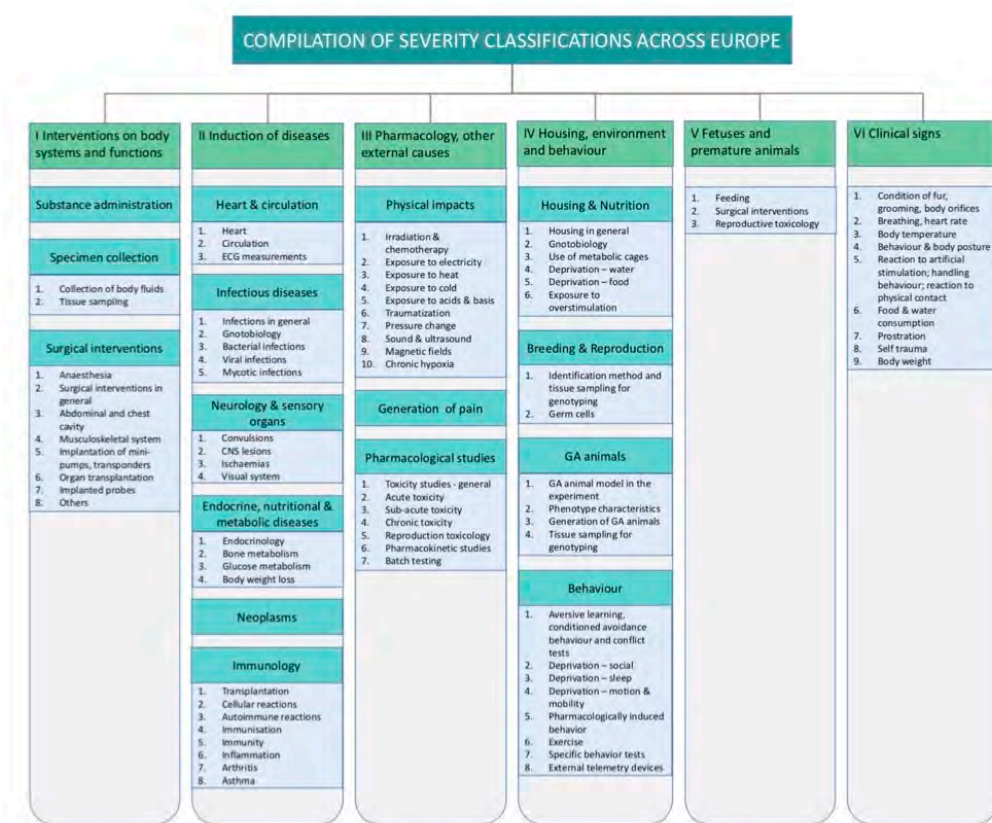 COMPILATION OF SEVERITY CLASSIFICATIONS ACROSS EUROPE
I Interventions on body
systems and functions
Substance administration
Specimen collection
1. Collection of body fluids
2. Tissue sampling
Surgical interventions
1. Anaesthesia
2. Surgical interventions in
general
3. Abdominal and chest
cavity
4. Musculoskeletal system
5. Implantation of mini-
pumps, transponders
6. Organ transplantation
7. Implanted probes
8. Others
II Induction of diseases
Heart & circulation
1. Heart
2. Circulation
3. ECG measurements
Infectious diseases
1. Infections in general
2. Gnotobiology
3. Bacterial infections
4. Viral infections
5. Mycotic infections
Neurology & sensory
organs
1. Convulsions
2. CNS lesions
3. Ischaemias
4. Visual system
Endocrine, nutritional &
metabolic diseases
1. Endocrinology
2. Bone metabolism
3. Glucose metabolism
4. Body weight loss
Neoplasms
Immunology
1. Transplantation
2. Cellular reactions
3. Autoimmune reactions
4. Immunisation
5. Immunity
6. Inflammation
7. Arthritis
8. Asthma
III Pharmacology, other
external causes
Physical impacts
1. Irradiation &
chemotherapy
2. Exposure to electricity
3. Exposure to heat
4. Exposure to cold
5. Exposure to acids & basis
6. Traumatization
7. Pressure change
8. Sound & ultrasound
9. Magnetic fields
10. Chronic hypoxia
Generation of pain
Pharmacological studies
1. Toxicity studies - general
2. Acute toxicity
3. Sub-acute toxicity
4. Chronic toxicity
5. Reproduction toxicology
6. Pharmacokinetic studies
7. Batch testing
IV Housing, environment
and behaviour
Housing & Nutrition
1. Housing in general
2. Gnotobiology
3. Use of metabolic cages
4. Deprivation – water
5. Deprivation – food
6. Exposure to
overstimulation
Breeding & Reproduction
1. Identification method and
tissue sampling for
genotyping
2. Germ cells
GA animals
1. GA animal model in the
experiment
2. Phenotype characteristics
3. Generation of GA animals
4. Tissue sampling for
genotyping
Behaviour
1. Aversive learning,
conditioned avoidance
behaviour and conflict
tests
2. Deprivation – social
3. Deprivation – sleep
4. Deprivation – motion &
mobility
5. Pharmacologically induced
behavior
6. Exercise
7. Specific behavior tests
8. External telemetry devices
V Fetuses and
premature animals
1. Feeding
2. Surgical interventions
3. Reproductive toxicology
VI Clinical signs
1. Condition of fur,
grooming, body orifices
2. Breathing, heart rate
3. Body temperature
4. Behaviour & body posture
5. Reaction to artificial
stimulation; handling
behaviour; reaction to
physical contact
6. Food & water
consumption
7. Prostration
8. Self trauma
9. Body weight